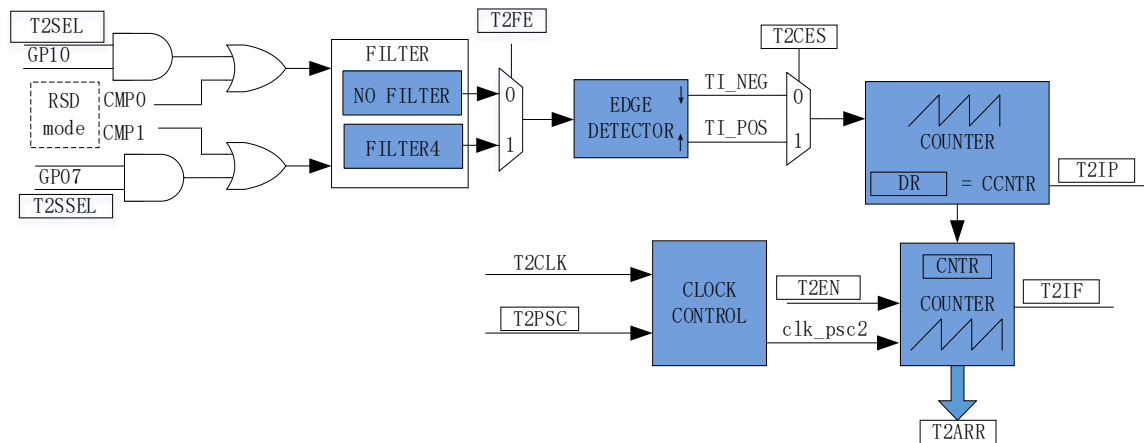 T2SEL
GP10
RSD
mode
CMP0
CMP1
GP07
T2SSEL
FILTER
NO FILTER
FILTER4
T2FE
0
1
EDGE
DETECTOR
TI_NEG
TI_POS
T2CES
0
1
COUNTER
DR = CCNTR
T2IP
T2CLK
T2PSC
CLOCK
CONTROL
T2EN
clk_psc2
CNTR
COUNTER
T2IF
T2ARR